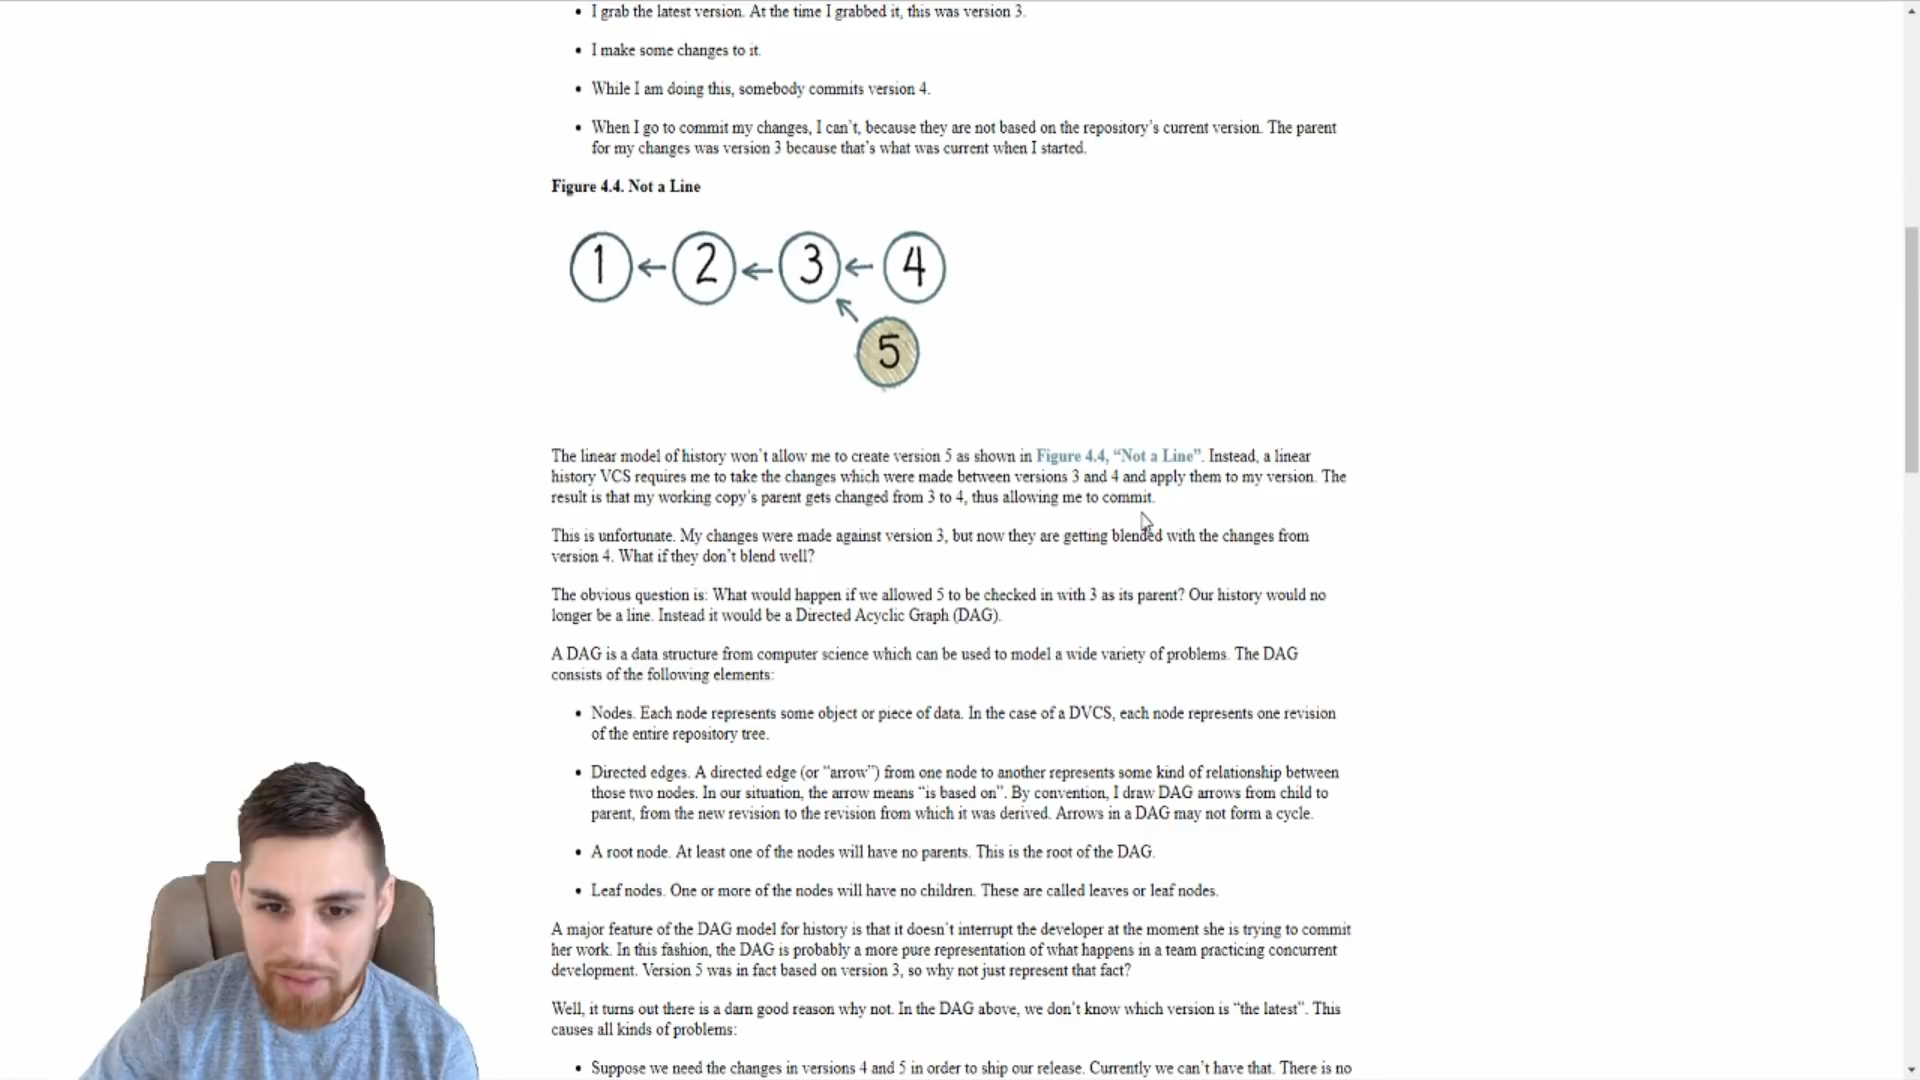 • I grab the latest version. At the time I grabbed it, this was version 3.
• I make some changes to it.
• While I am doing this, somebody commits version 4.
• When I go to commit my changes, I can't, because they are not based on the repository's current version. The parent
for my changes was version 3 because that's what was current when I started.
Figure 4.4. Not a Line
1 2 3 4
5
The linear model of history won't allow me to create version 5 as shown in Figure 4.4, “Not a Line”. Instead, a linear
history VCS requires me to take the changes which were made between versions 3 and 4 and apply them to my version. The
result is that my working copy's parent gets changed from 3 to 4, thus allowing me to commit.
This is unfortunate. My changes were made against version 3, but now they are getting blended with the changes from
version 4. What if they don't blend well?
The obvious question is: What would happen if we allowed 5 to be checked in with 3 as its parent? Our history would no
longer be a line. Instead it would be a Directed Acyclic Graph (DAG).
A DAG is a data structure from computer science which can be used to model a wide variety of problems. The DAG
consists of the following elements:
• Nodes. Each node represents some object or piece of data. In the case of a DVCS, each node represents one revision
of the entire repository tree.
• Directed edges. A directed edge (or “arrow”) from one node to another represents some kind of relationship between
those two nodes. In our situation, the arrow means “is based on”. By convention, I draw DAG arrows from child to
parent, from the new revision to the revision from which it was derived. Arrows in a DAG may not form a cycle.
• A root node. At least one of the nodes will have no parents. This is the root of the DAG.
• Leaf nodes. One or more of the nodes will have no children. These are called leaves or leaf nodes.
A major feature of the DAG model for history is that it doesn't interrupt the developer at the moment she is trying to commit
her work. In this fashion, the DAG is probably a more pure representation of what happens in a team practicing concurrent
development. Version 5 was in fact based on version 3, so why not just represent that fact?
Well, it turns out there is a darn good reason why not. In the DAG above, we don't know which version is “the latest”. This
causes all kinds of problems:
• Suppose we need the changes in versions 4 and 5 in order to ship our release. Currently we can't have that. There is no